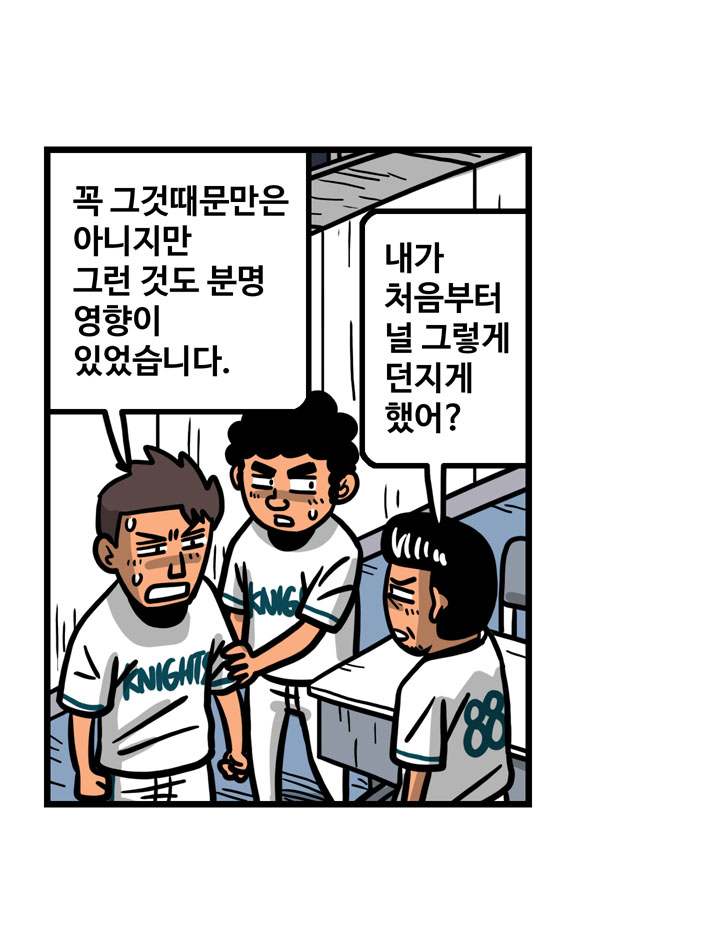 꼭 그것때문만은
아니지만
그런 것도 분명
영향이
있었습니다.
내가
처음부터
널 그렇게
던지게
했어?
KNIGHTS
KNIGH
88